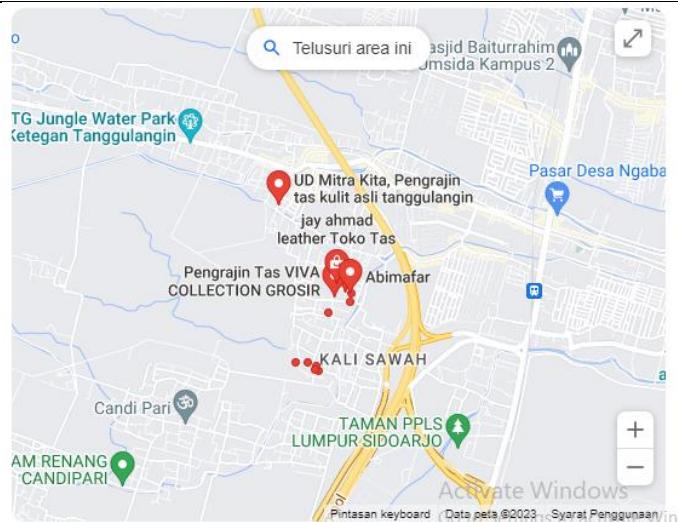 Telusuri area ini
asjid Baiturrahim
Umsida Kampus 2
TG Jungle Water Park
Ketegan Tanggulangin
Pasar Desa Ngaba
UD Mitra Kita, Pengrajin
tas kulit asli tanggulangin
jay ahmad
leather Toko Tas
Pengrajin Tas VIVA
COLLECTION GROSIR
Abimafar
KALI SAWAH
Candi Pari
TAMAN PPLS
LUMPUR SIDOARJO
AM RENANG
CANDIPARI
Activate Windows
Pintasan keyboard
Data peta ©2023
Syarat Penggunaan